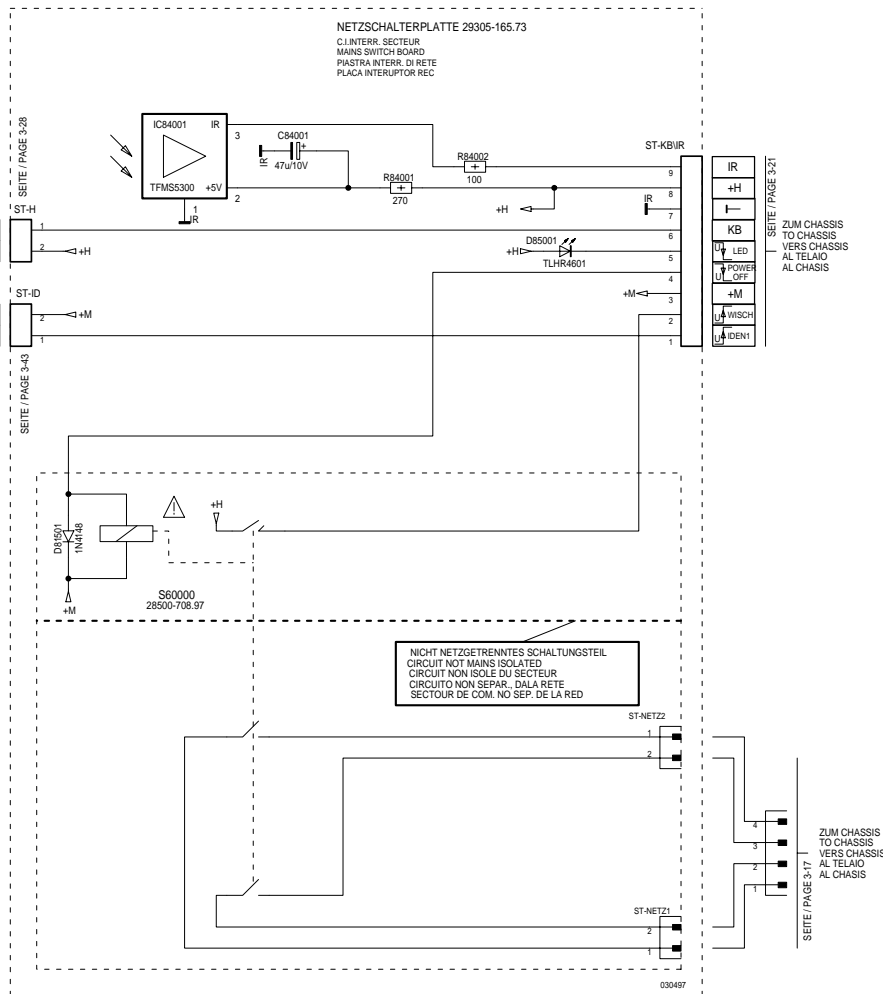 NETZSCHALTERPLATTE 29305-165.73
C.I.INTERR. SECTEUR
MAINS SWITCH BOARD
PIASTRA INTERR. DI RETE
PLACA INTERUPTOR REC
SEITE / PAGE 3-28
IC84001 IR
3
TFMS5300 +5V
2
1
IR
C84001
+
47u/10V
IR
R84002
100
R84001
270
+H
ST-KB\IR
IR
9
8
7
6
5
4
3
2
1
IR
+H
KB
U LED
U POWER OFF
+M
U WISCH
U IDEN1
SEITE / PAGE 3-21
ZUM CHASSIS
TO CHASSIS
VERS CHASSIS
AL TELAIO
AL CHASIS
ST-H
1
2 +H
D85001
+H
TLHR4601
+M
ST-ID
2 +M
1
SEITE / PAGE 3-43
D81501
1N4148
+M
+H
S60000
28500-708.97
NICHT NETZGETRENNTES SCHALTUNGSTEIL
CIRCUIT NOT MAINS ISOLATED
CIRCUIT NON ISOLE DU SECTEUR
CIRCUITO NON SEPAR., DALA RETE
SECTOUR DE COM. NO SEP. DE LA RED
ST-NETZ2
1
2
4
3
2
1
SEITE / PAGE 3-17
ZUM CHASSIS
TO CHASSIS
VERS CHASSIS
AL TELAIO
AL CHASIS
ST-NETZ1
2
1
030497